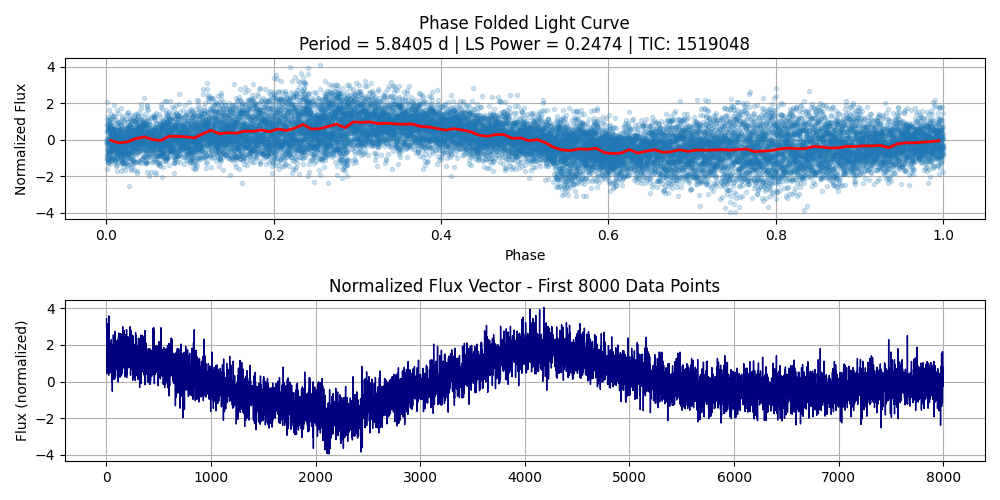 Phase Folded Light Curve
Period = 5.8405 d | LS Power = 0.2474 | TIC: 1519048
Normalized Flux
4
2
0
−2
−4
0.0 0.2 0.4 0.6 0.8 1.0
Phase
Normalized Flux Vector - First 8000 Data Points
Flux (normalized)
4
2
0
−2
−4
0 1000 2000 3000 4000 5000 6000 7000 8000